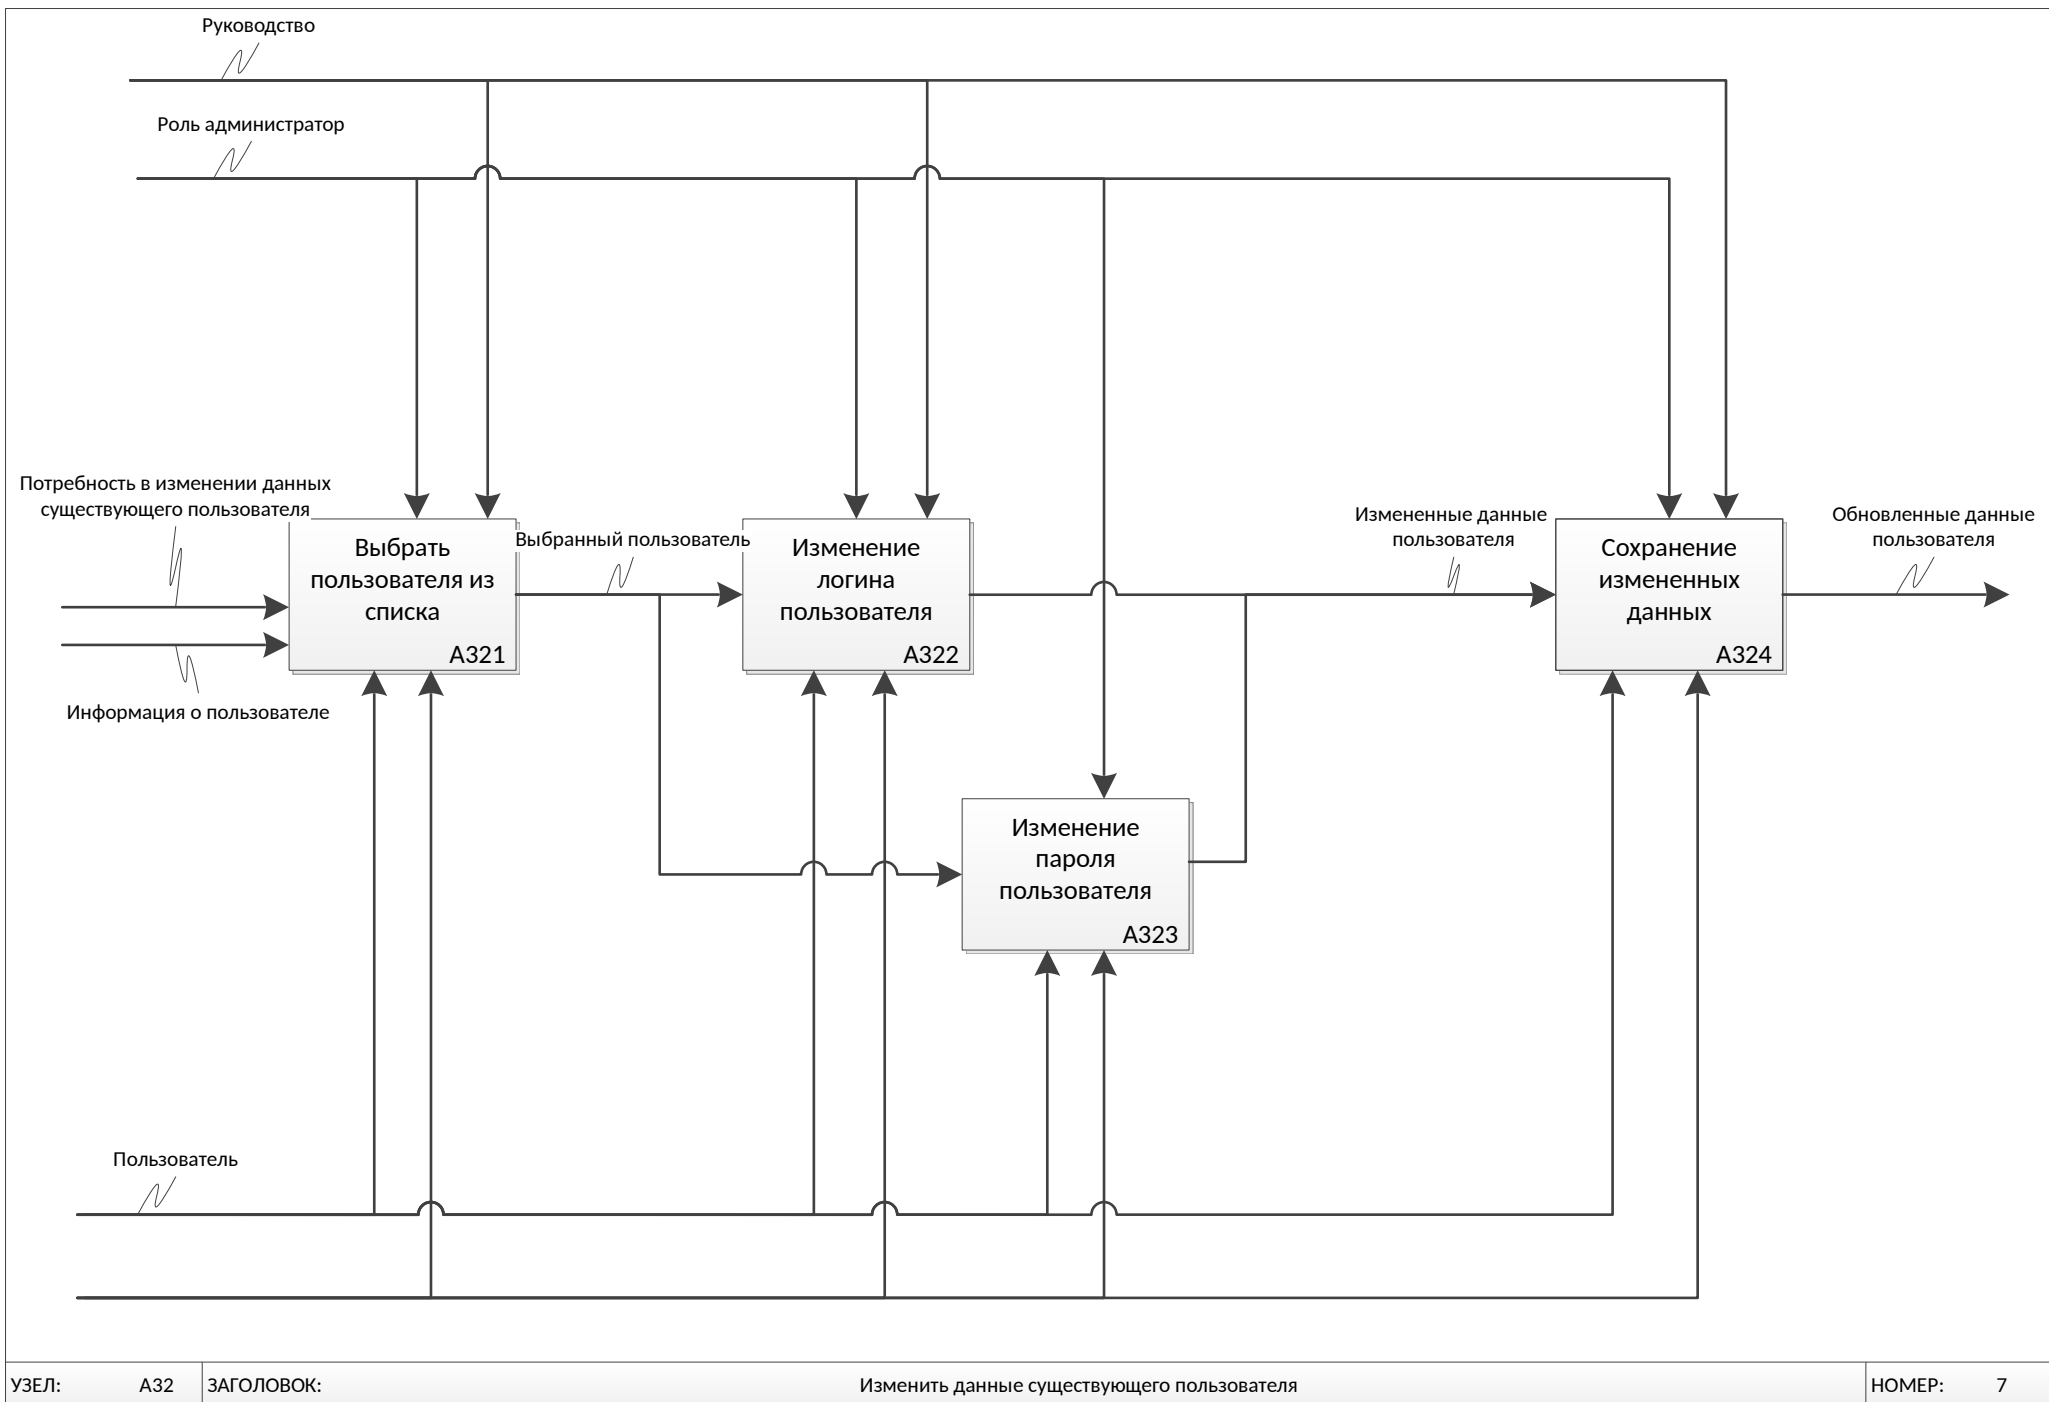 Руководство
Роль администратор
Потребность в изменении данных
существующего пользователя
Информация о пользователе
Выбрать
пользователя из
списка
A321
Выбранный пользователь
Изменение
логина
пользователя
A322
Измененные данные
пользователя
Сохранение
измененных
данных
A324
Обновленные данные
пользователя
Изменение
пароля
пользователя
A323
Пользователь
УЗЕЛ: A32 ЗАГОЛОВОК: Изменить данные существующего пользователя НОМЕР: 7